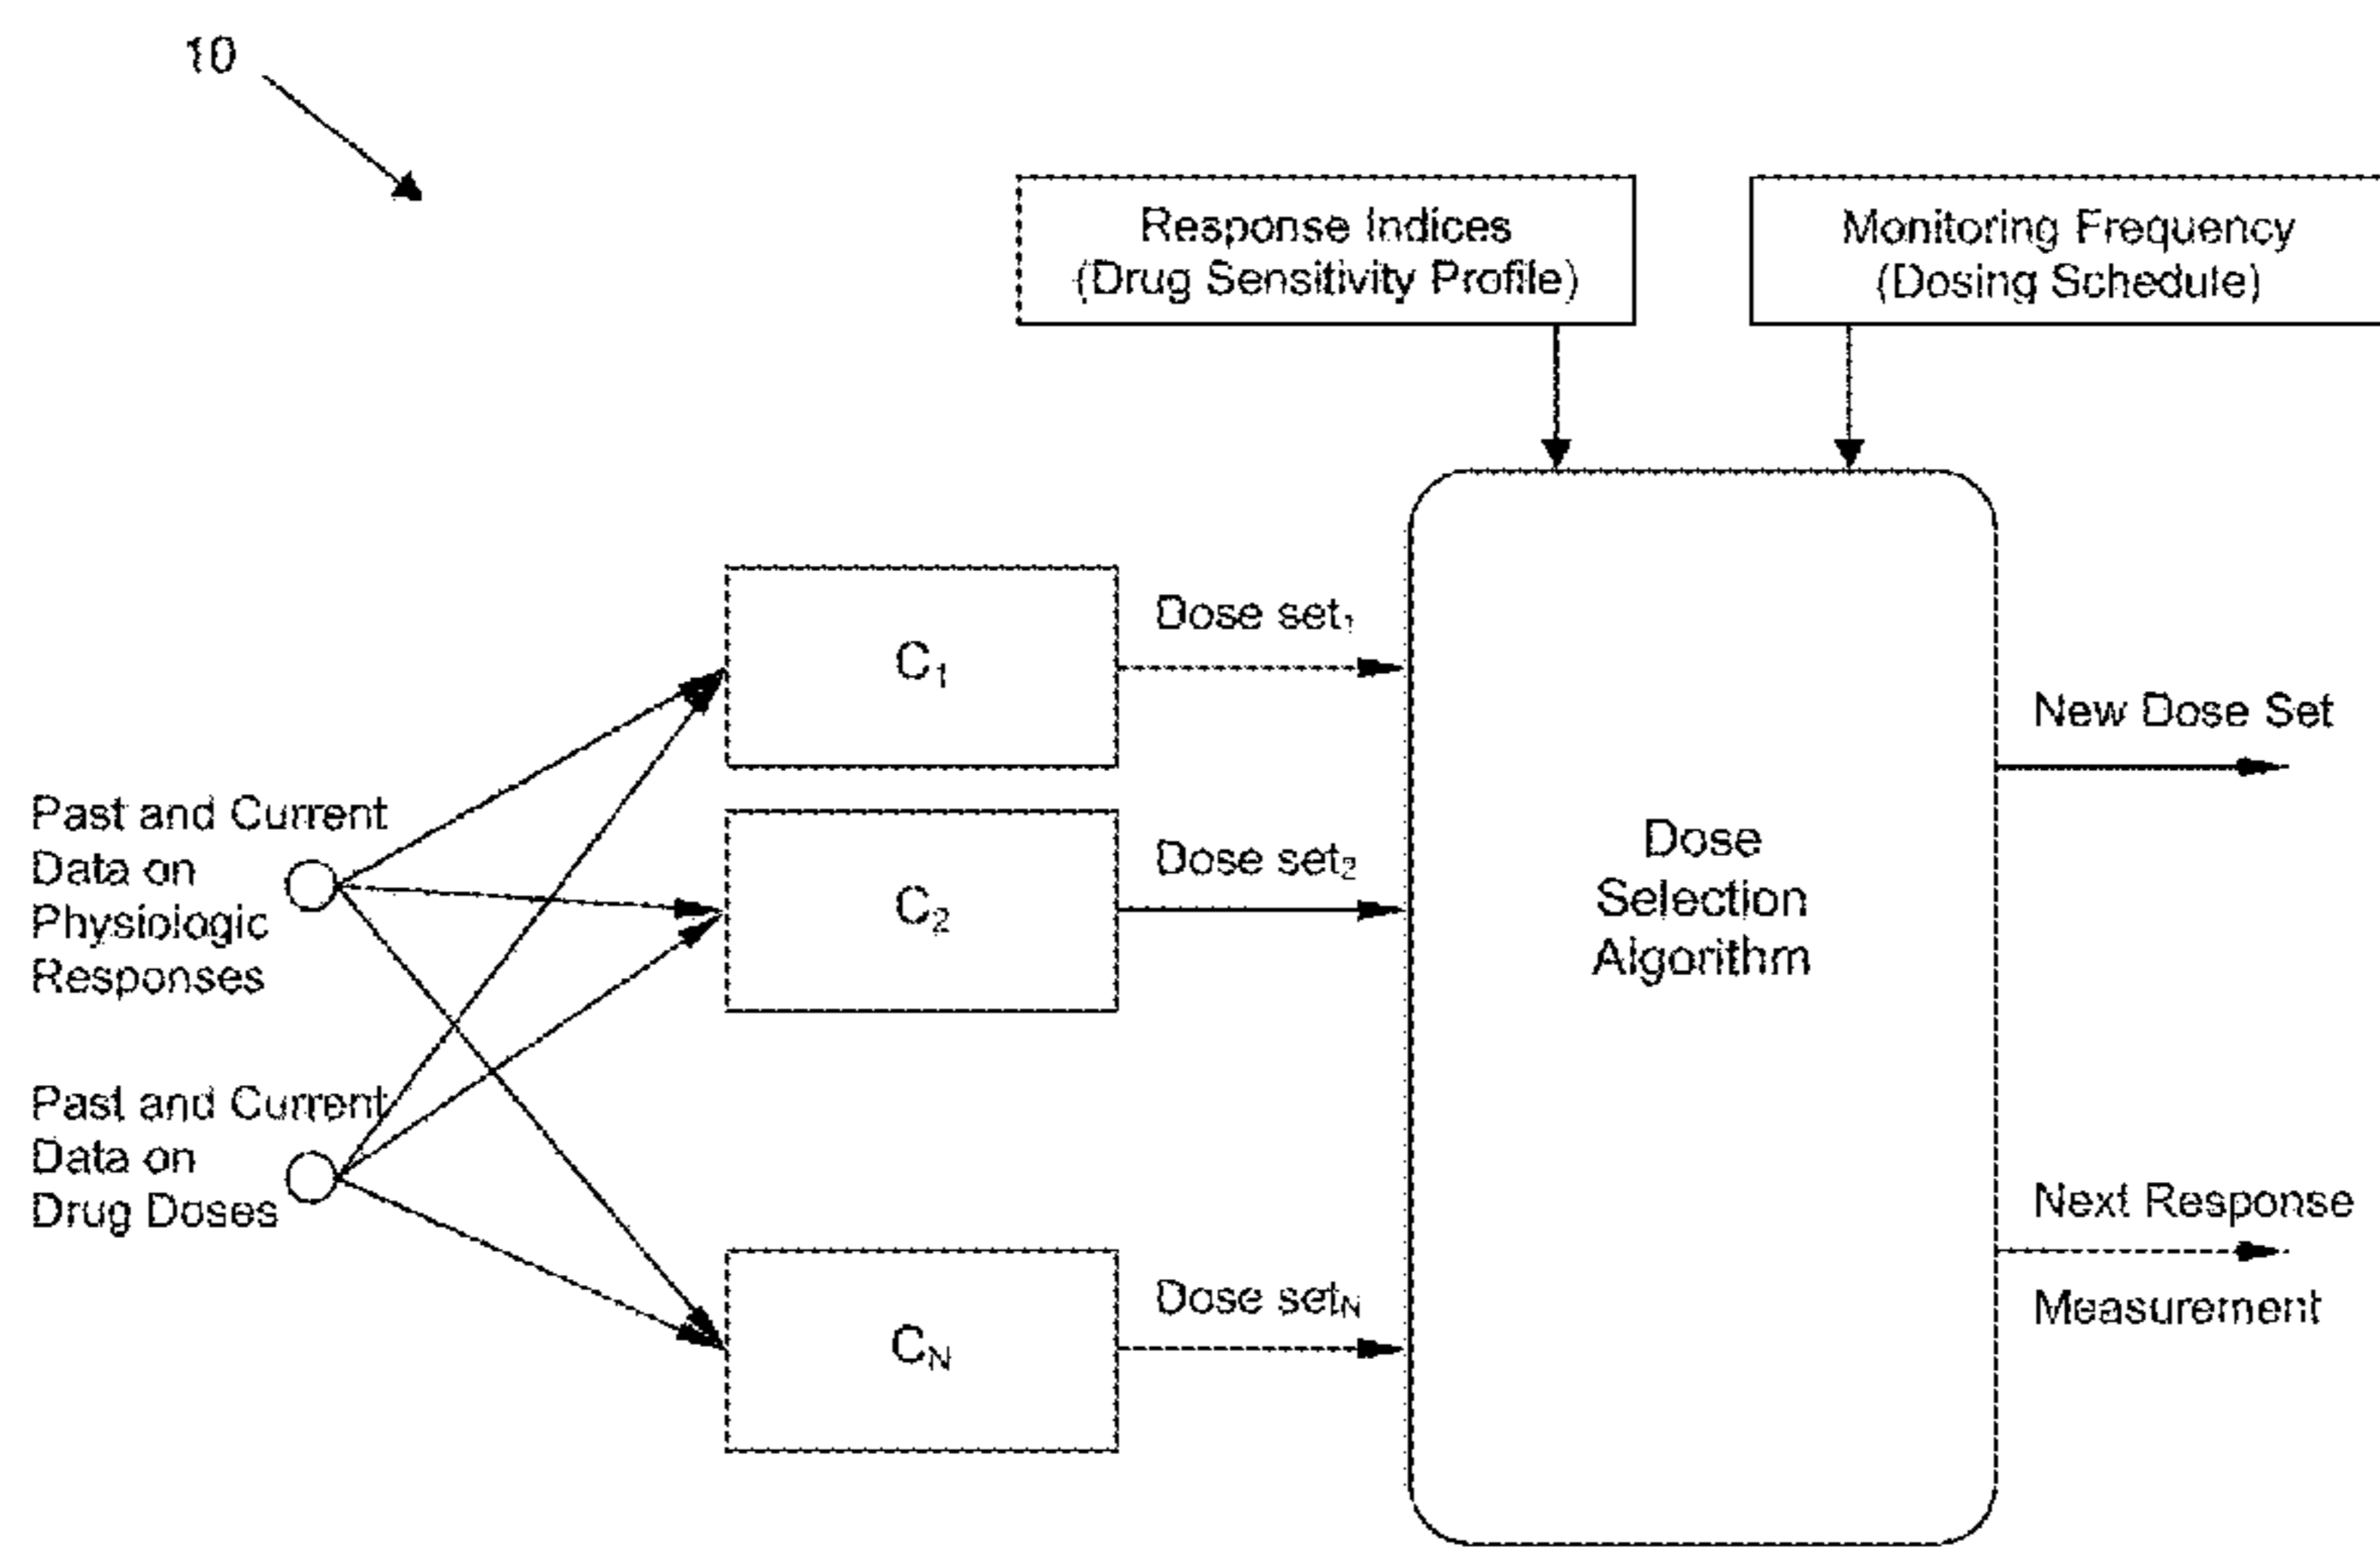 10
Response Indices
(Drug Sensitivity Profile)
Monitoring Frequency
(Dosing Schedule)
C₁
Dose set₁
C₂
Dose set₂
C_N
Dose set_N
Past and Current
Data on
Physiologic
Responses
Past and Current
Data on
Drug Doses
Dose
Selection
Algorithm
New Dose Set
Next Response
Measurement